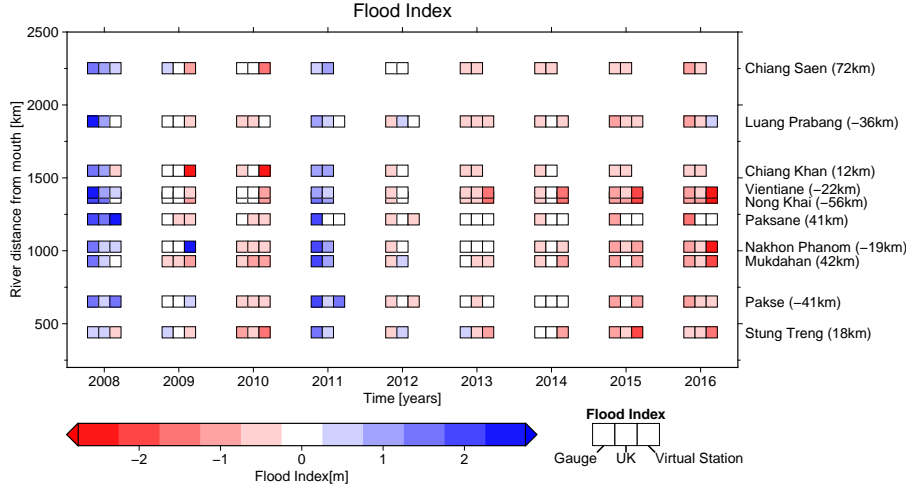 Flood Index
2500
2000
1500
1000
500
River distance from mouth [km]
Chiang Saen (72km)
Luang Prabang (−36km)
Chiang Khan (12km)
Vientiane (−22km)
Nong Khai (−56km)
Paksane (41km)
Nakhon Phanom (−19km)
Mukdahan (42km)
Pakse (−41km)
Stung Treng (18km)
2008 2009 2010 2011 2012 2013 2014 2015 2016
Time [years]
−2 −1 0 1 2
Flood Index[m]
Flood Index
Gauge UK Virtual Station